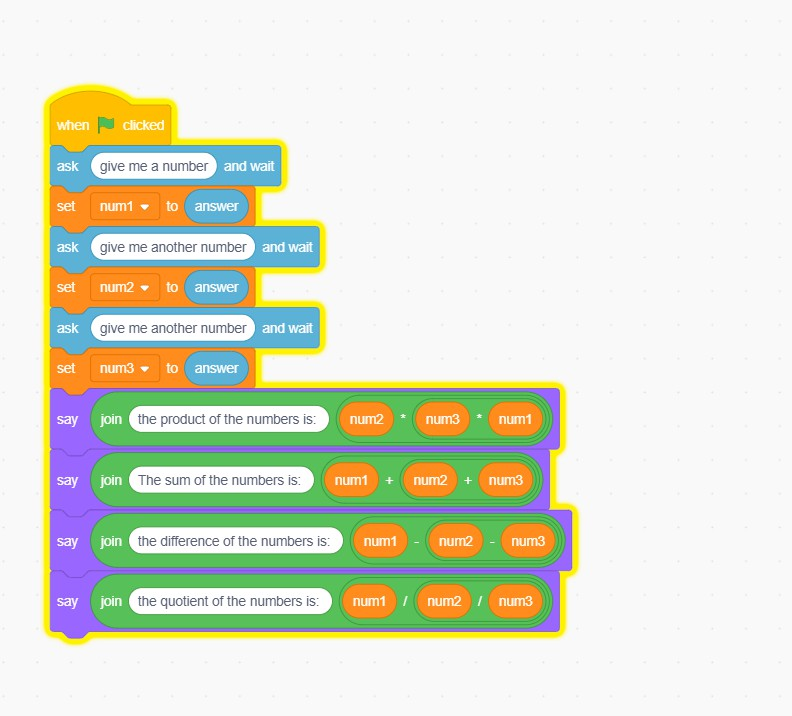 when clicked
ask give me a number and wait
set num1 to answer
ask give me another number and wait
set num2 to answer
ask give me another number and wait
set num3 to answer
say join the product of the numbers is: num2 * num3 * num1
say join The sum of the numbers is: num1 + num2 + num3
say join the difference of the numbers is: num1 - num2 - num3
say join the quotient of the numbers is: num1 / num2 / num3